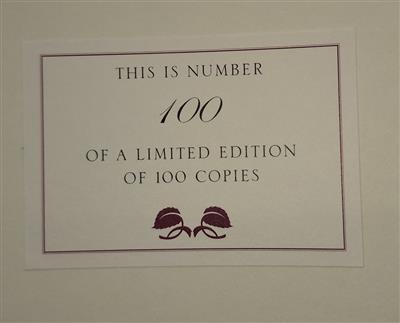 THIS IS NUMBER
100
OF A LIMITED EDITION
OF 100 COPIES